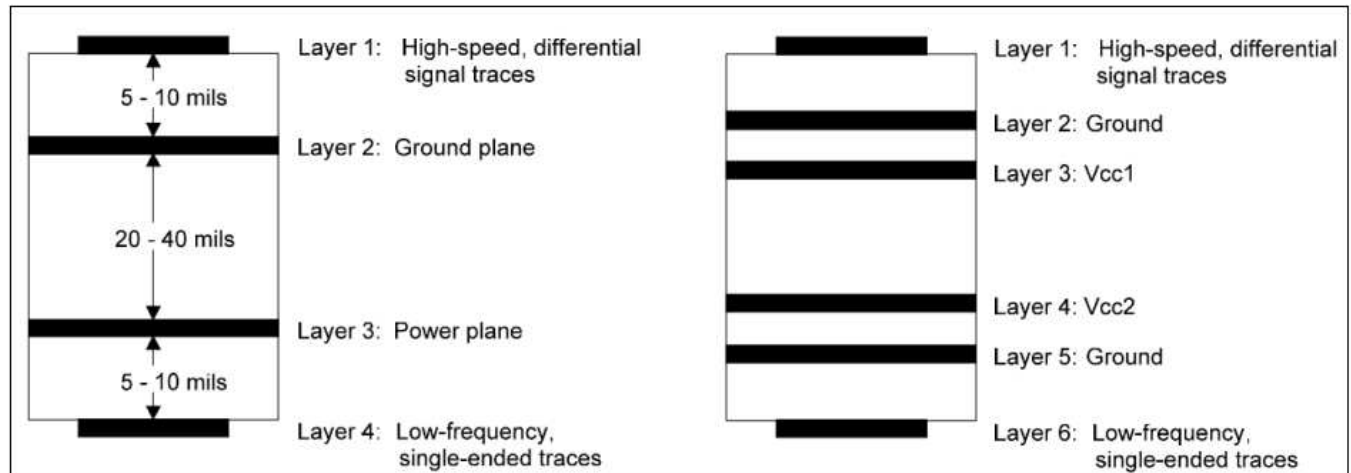 Layer 1: High-speed, differential
signal traces
5 - 10 mils
Layer 2: Ground plane
20 - 40 mils
Layer 3: Power plane
5 - 10 mils
Layer 4: Low-frequency,
single-ended traces
Layer 1: High-speed, differential
signal traces
Layer 2: Ground
Layer 3: Vcc1
Layer 4: Vcc2
Layer 5: Ground
Layer 6: Low-frequency,
single-ended traces